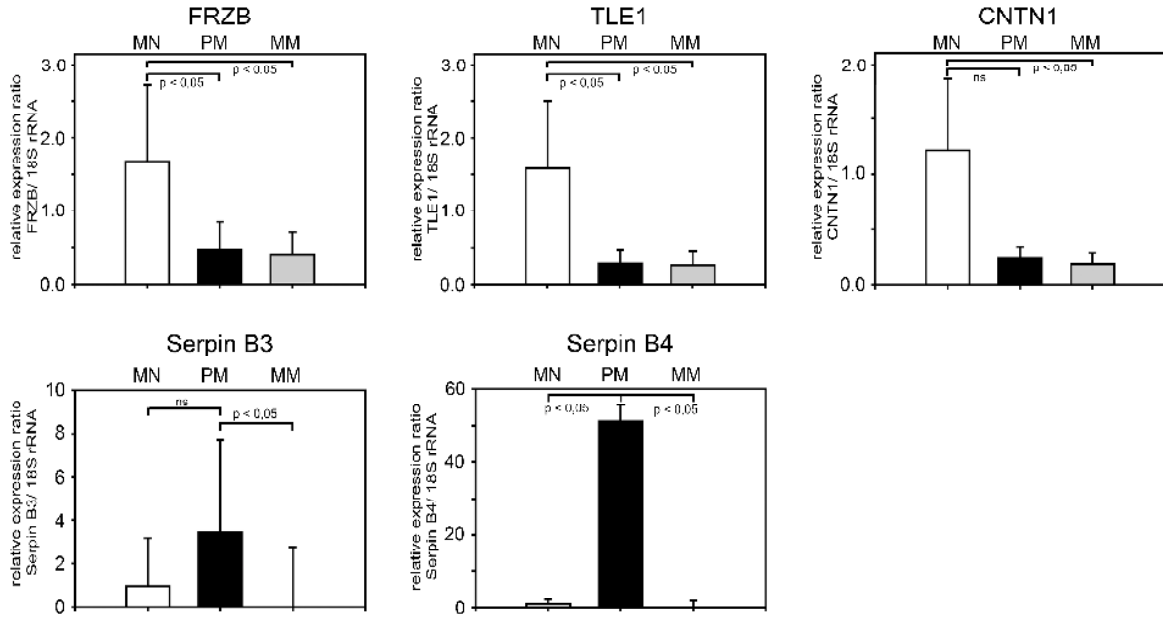 FRZB
MN PM MM
3.0
2.0
1.0
0.0
relative expression ratio
FRZB/ 18S rRNA
p < 0,05
p < 0,05
TLE1
MN PM MM
3.0
2.0
1.0
0.0
relative expression ratio
TLE1/ 18S rRNA
p < 0,05
p < 0,05
CNTN1
MN PM MM
2.0
1.0
0.0
relative expression ratio
CNTN1/ 18S rRNA
p < 0,05
ns
Serpin B3
MN PM MM
10
8
6
4
2
0
relative expression ratio
Serpin B3/ 18S rRNA
ns
p < 0,05
Serpin B4
MN PM MM
60
40
20
0
relative expression ratio
Serpin B4/ 18S rRNA
p < 0,05 p < 0,05